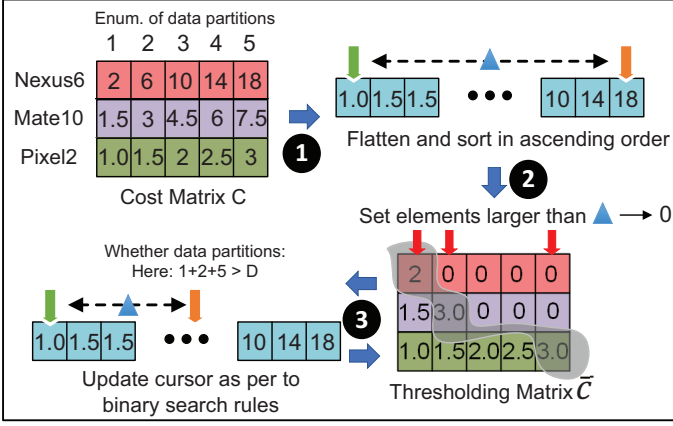 Enum. of data partitions
1 2 3 4 5
Nexus6 2 6 10 14 18
Mate10 1.5 3 4.5 6 7.5
Pixel2 1.0 1.5 2 2.5 3
Cost Matrix C
1
1.0 1.5 1.5 ••• 10 14 18
Flatten and sort in ascending order
2
Set elements larger than → 0
2 0 0 0 0
1.5 3.0 0 0 0
1.0 1.5 2.0 2.5 3.0
Thresholding Matrix C̄
3
Whether data partitions:
Here: 1+2+5 > D
1.0 1.5 1.5 ••• 10 14 18
Update cursor as per to
binary search rules